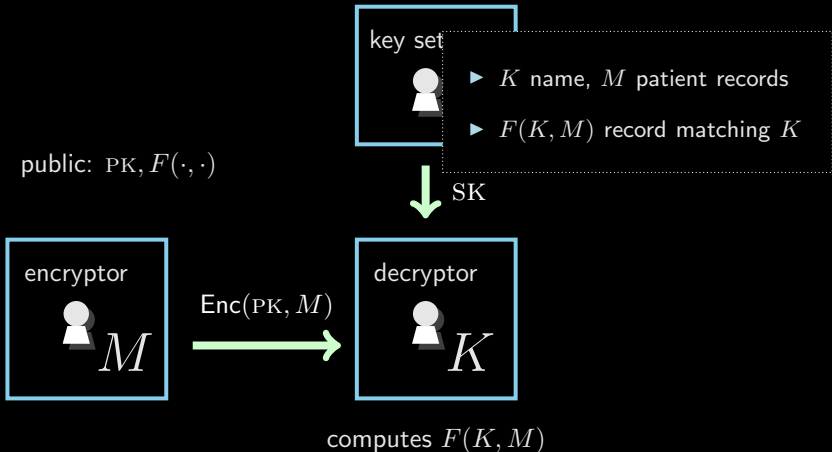 key set
▶ K name, M patient records
▶ F(K, M) record matching K
public: PK, F(·, ·)
SK
encryptor
M
Enc(PK, M)
decryptor
K
computes F(K, M)